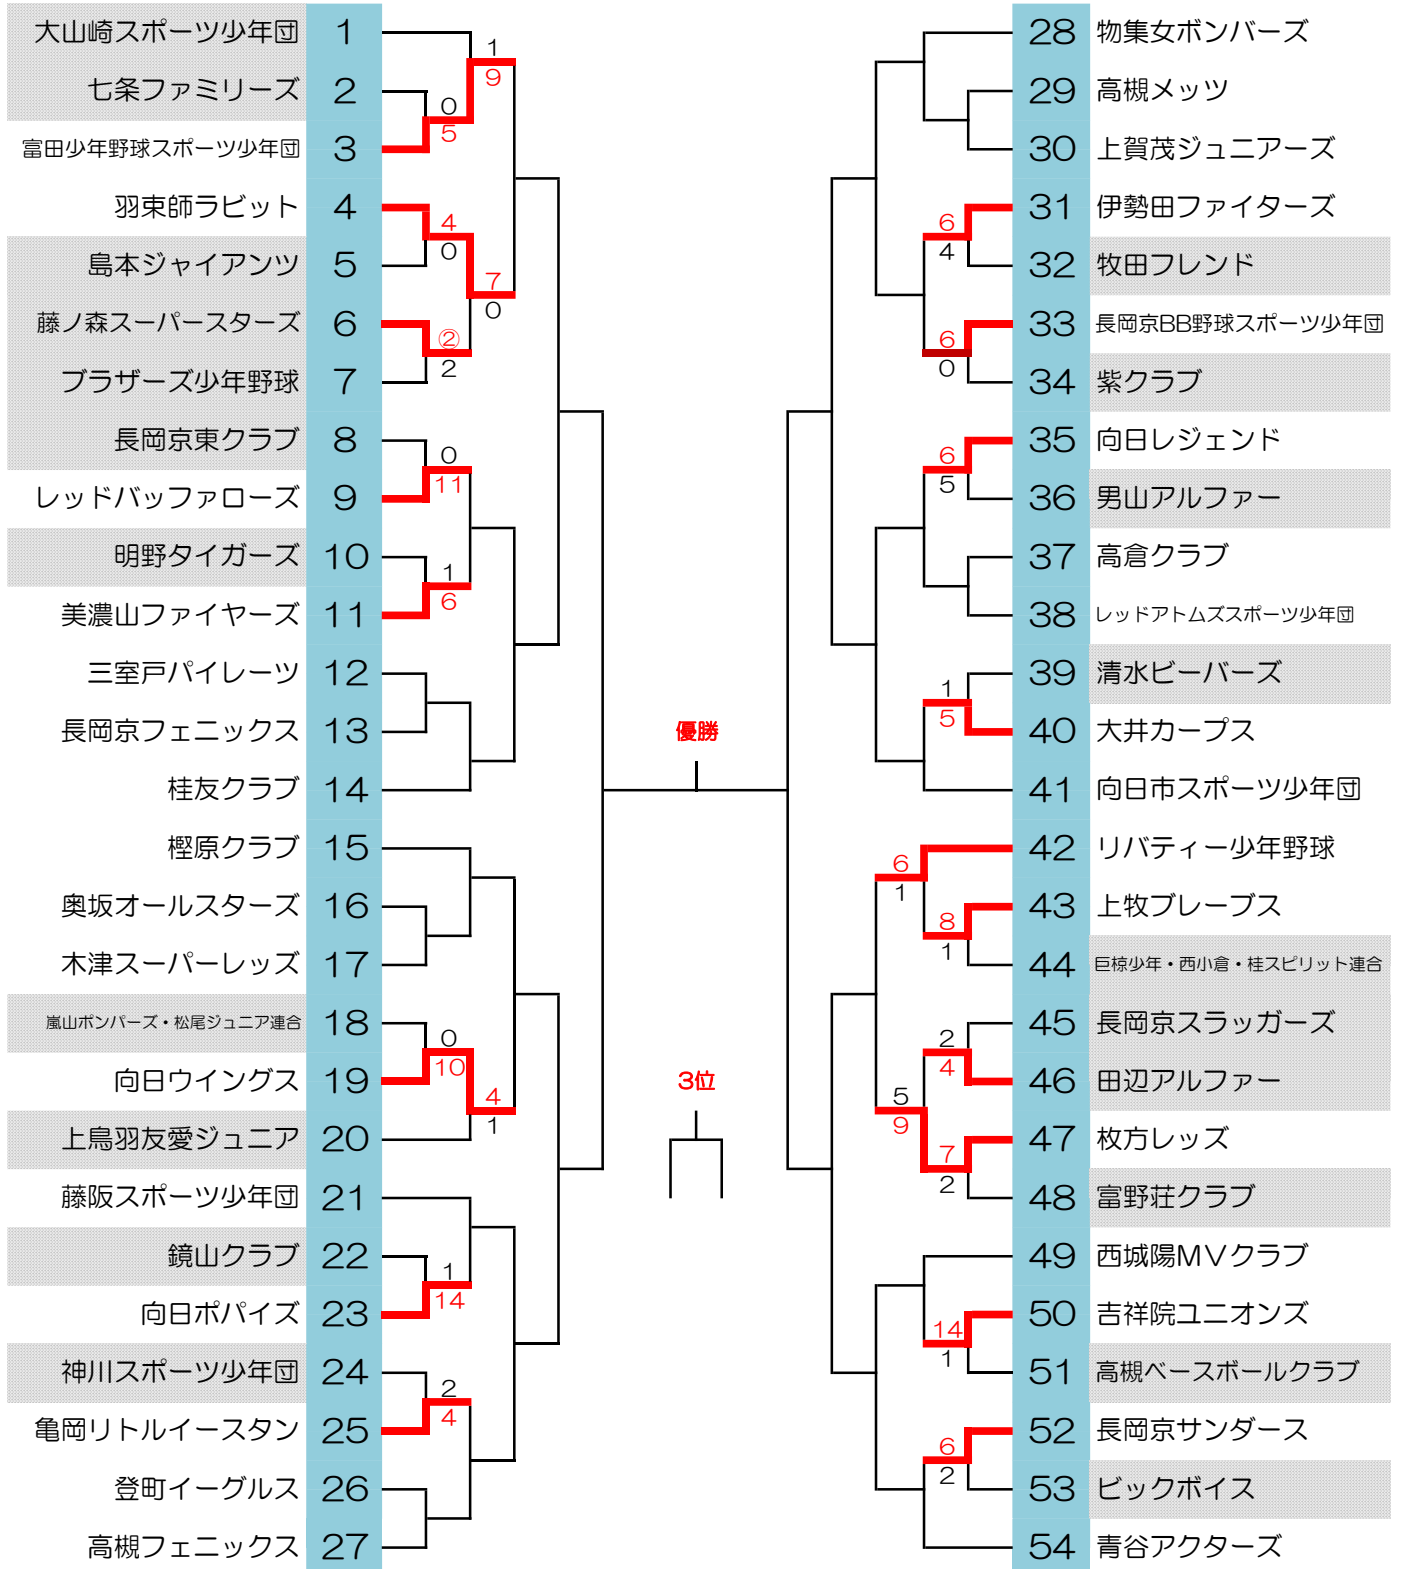 大山崎スポーツ少年団 1
1
9
七条ファミリーズ 2
0
5
富田少年野球スポーツ少年団 3
羽束師ラビット 4
4
0
島本ジャイアンツ 5
7
0
藤ノ森スーパースターズ 6
②
2
ブラザーズ少年野球 7
長岡京東クラブ 8
0
11
レッドバッファローズ 9
明野タイガーズ 10
1
6
美濃山ファイヤーズ 11
三室戸パイレーツ 12
長岡京フェニックス 13
桂友クラブ 14
樫原クラブ 15
奥坂オールスターズ 16
木津スーパーレッズ 17
嵐山ボンバーズ・松尾ジュニア連合 18
0
10
向日ウイングス 19
4
1
上鳥羽友愛ジュニア 20
藤阪スポーツ少年団 21
鏡山クラブ 22
1
14
向日ポパイズ 23
神川スポーツ少年団 24
2
4
亀岡リトルイースタン 25
登町イーグルス 26
高槻フェニックス 27
優勝
3位
28 物集女ボンバーズ
29 高槻メッツ
30 上賀茂ジュニアーズ
31 伊勢田ファイターズ
6
4
32 牧田フレンド
33 長岡京BB野球スポーツ少年団
6
0
34 紫クラブ
35 向日レジェンド
6
5
36 男山アルファー
37 高倉クラブ
38 レッドアトムズスポーツ少年団
39 清水ビーバーズ
1
5
40 大井カープス
41 向日市スポーツ少年団
42 リバティー少年野球
6
1
43 上牧ブレーブス
8
1
44 巨椋少年・西小倉・桂スピリット連合
45 長岡京スラッガーズ
2
4
46 田辺アルファー
5
9
47 枚方レッズ
7
2
48 富野荘クラブ
49 西城陽MVクラブ
50 吉祥院ユニオンズ
14
1
51 高槻ベースボールクラブ
52 長岡京サンダース
6
2
53 ビックボイス
54 青谷アクターズ